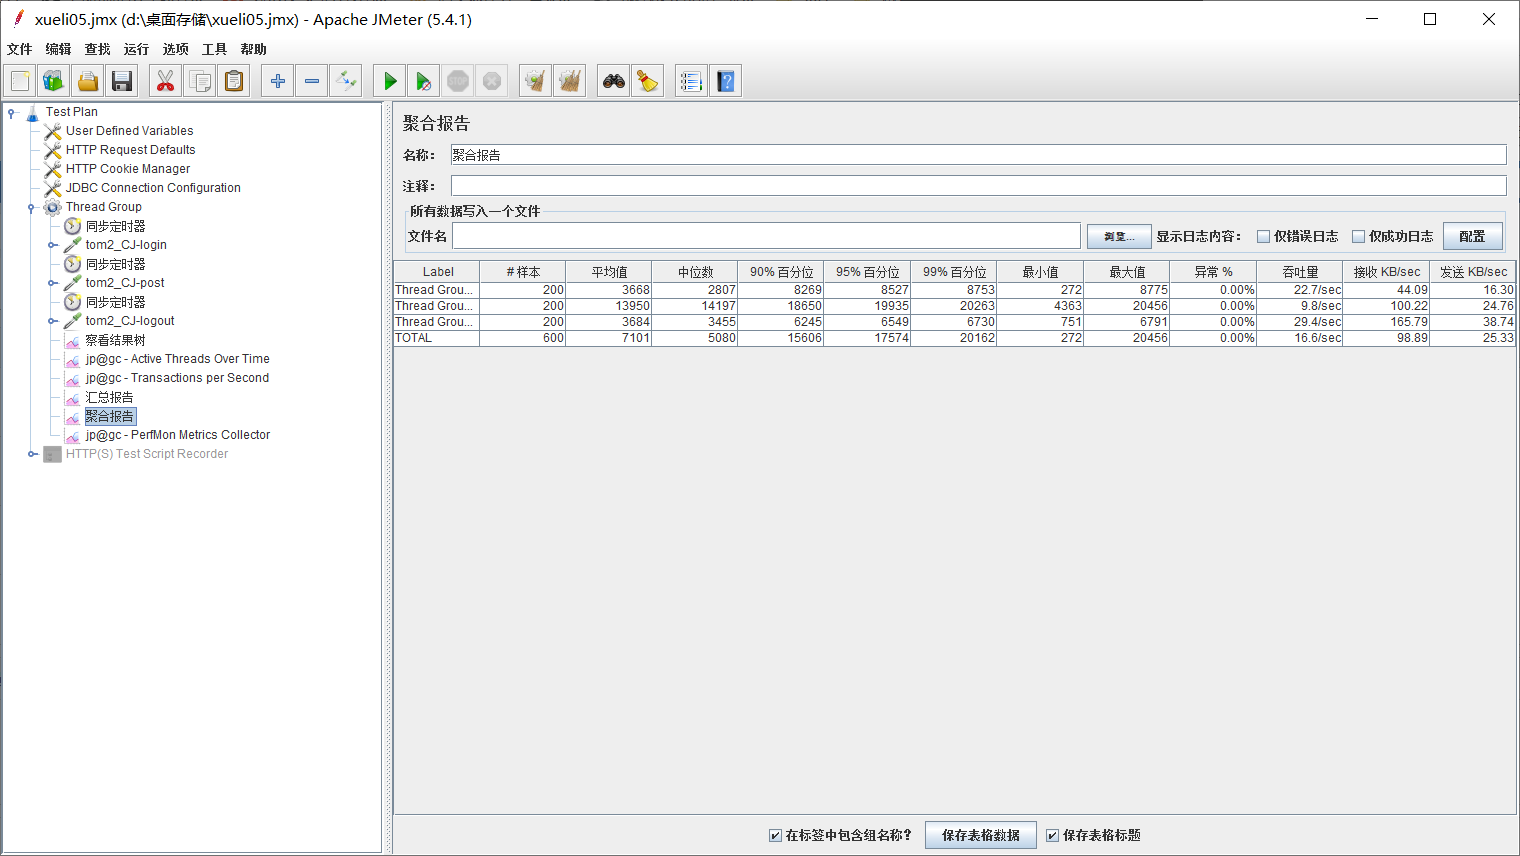 xueli05.jmx (d:\桌面存储\xueli05.jmx) - Apache JMeter (5.4.1)
文件 编辑 查找 运行 选项 工具 帮助
Test Plan
User Defined Variables
HTTP Request Defaults
HTTP Cookie Manager
JDBC Connection Configuration
Thread Group
同步定时器
tom2_CJ-login
同步定时器
tom2_CJ-post
同步定时器
tom2_CJ-logout
察看结果树
jp@gc - Active Threads Over Time
jp@gc - Transactions per Second
汇总报告
聚合报告
jp@gc - PerfMon Metrics Collector
HTTP(S) Test Script Recorder
聚合报告
名称： 聚合报告
注释：
所有数据写入一个文件
文件名 浏览... 显示日志内容： 仅错误日志 仅成功日志 配置
Label # 样本 平均值 中位数 90% 百分位 95% 百分位 99% 百分位 最小值 最大值 异常 % 吞吐量 接收 KB/sec 发送 KB/sec
Thread Grou... 200 3668 2807 8269 8527 8753 272 8775 0.00% 22.7/sec 44.09 16.30
Thread Grou... 200 13950 14197 18650 19935 20263 4363 20456 0.00% 9.8/sec 100.22 24.76
Thread Grou... 200 3684 3455 6245 6549 6730 751 6791 0.00% 29.4/sec 165.79 38.74
TOTAL 600 7101 5080 15606 17574 20162 272 20456 0.00% 16.6/sec 98.89 25.33
在标签中包含组名称? 保存表格数据 保存表格标题